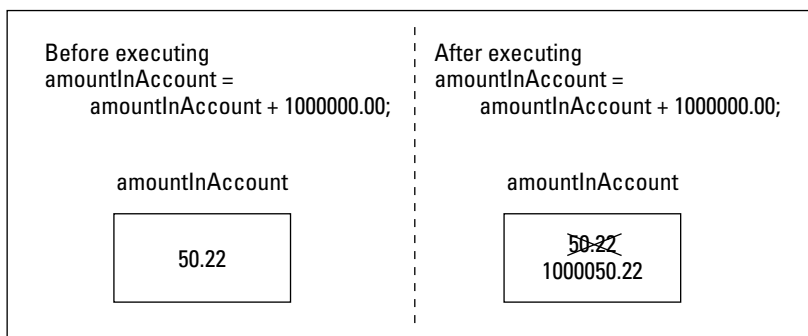 Before executing
amountInAccount =
amountInAccount + 1000000.00;
amountInAccount
50.22
After executing
amountInAccount =
amountInAccount + 1000000.00;
amountInAccount
50.22
1000050.22